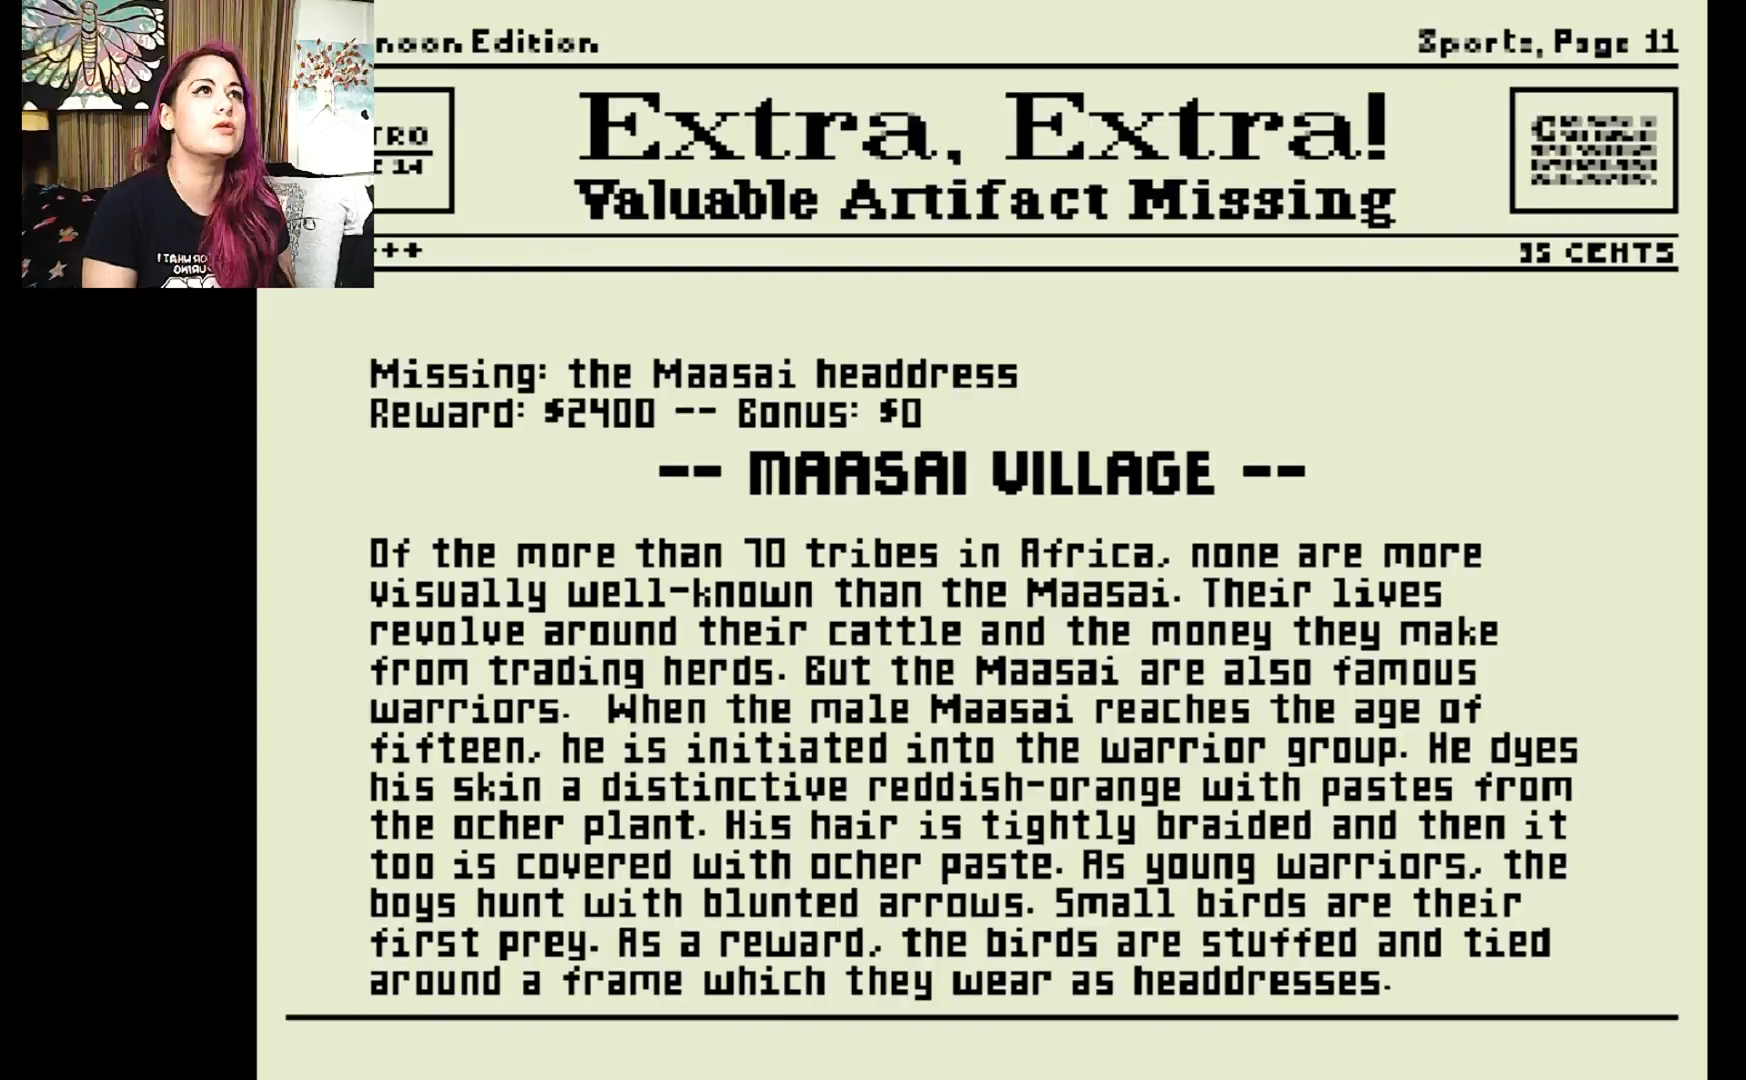 noon Edition
Sports, Page 11
TRO
14
Extra, Extra!
Valuable Artifact Missing
+++
35 CENTS
Missing: the Maasai headdress
Reward: $2400 -- Bonus: $0
-- MAASAI VILLAGE --
Of the more than 70 tribes in Africa, none are more
visually well-known than the Maasai. Their lives
revolve around their cattle and the money they make
from trading herds. But the Maasai are also famous
warriors. When the male Maasai reaches the age of
fifteen, he is initiated into the warrior group. He dyes
his skin a distinctive reddish-orange with pastes from
the ocher plant. His hair is tightly braided and then it
too is covered with ocher paste. As young warriors, the
boys hunt with blunted arrows. Small birds are their
first prey. As a reward, the birds are stuffed and tied
around a frame which they wear as headdresses.